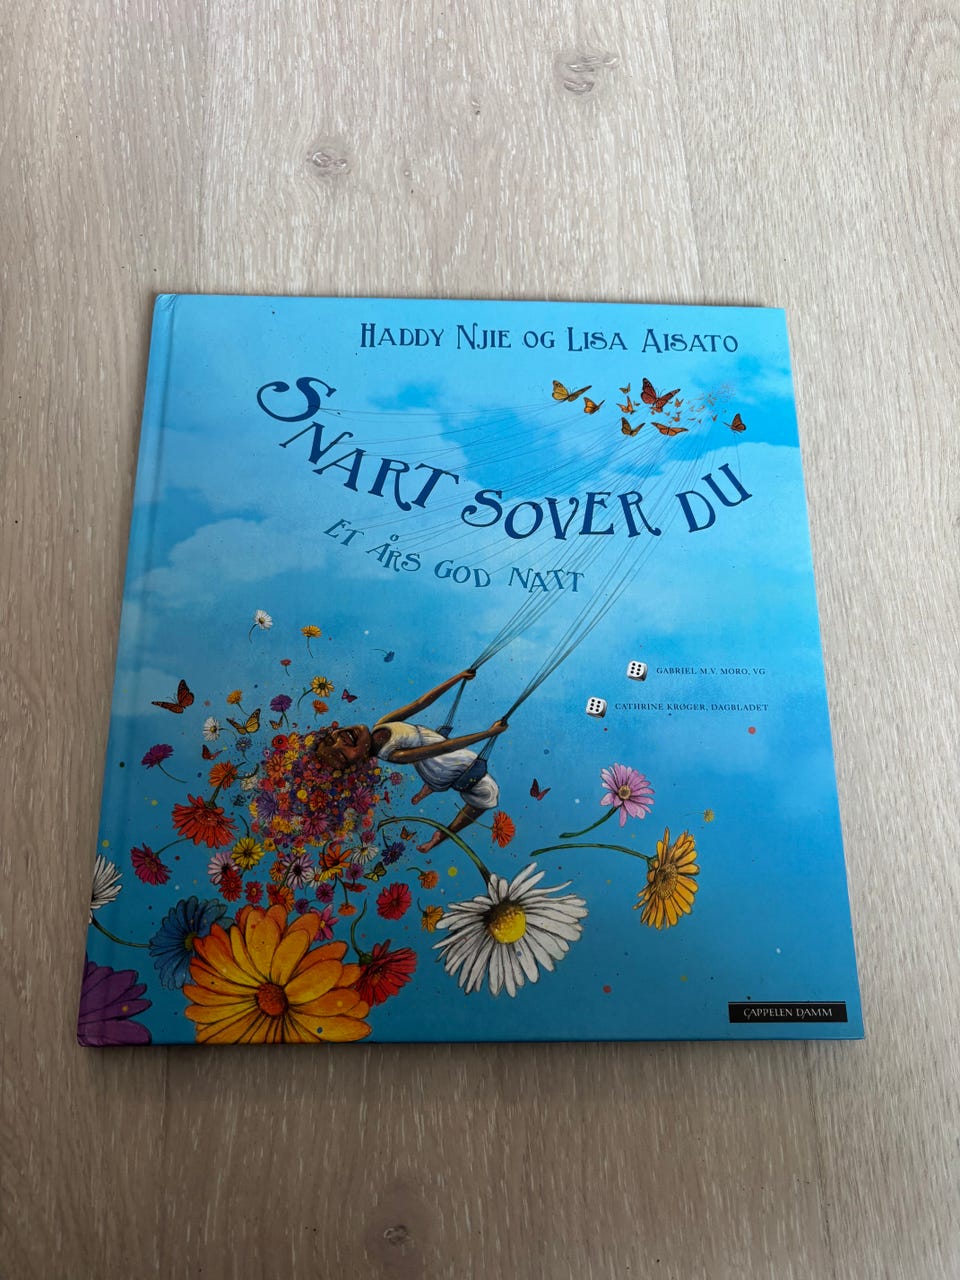 HADDY NJIE OG LISA AISATO
SNART SOVER DU
ET ÅRS GOD NATT
GABRIEL M.V. MORO, VG
CATHRINE KRØGER, DAGBLADET
CAPPELEN DAMM